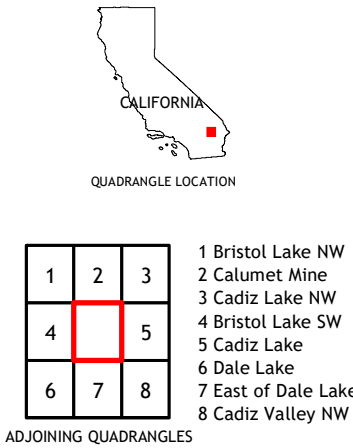 CALIFORNIA
QUADRANGLE LOCATION
1 2 3
4 5
6 7 8
1 Bristol Lake NW
2 Calumet Mine
3 Cadiz Lake NW
4 Bristol Lake SW
5 Cadiz Lake
6 Dale Lake
7 East of Dale Lake
8 Cadiz Valley NW
ADJOINING QUADRANGLES